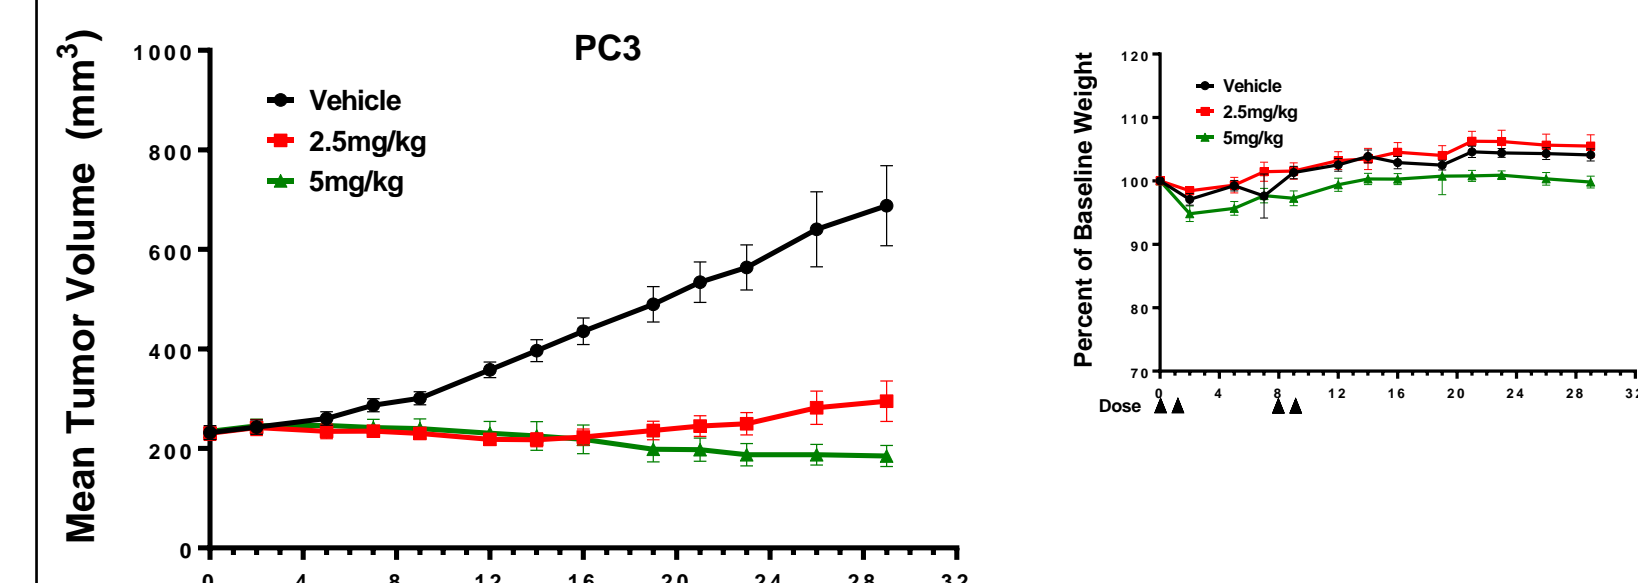 PC3
Mean Tumor Volume (mm3)
1000
800
600
400
200
0
Vehicle
2.5mg/kg
5mg/kg
0 4 8 12 16 20 24 28 32
Percent of Baseline Weight
120
110
100
90
80
70
Vehicle
2.5mg/kg
5mg/kg
0 4 8 12 16 20 24 28 32
Dose